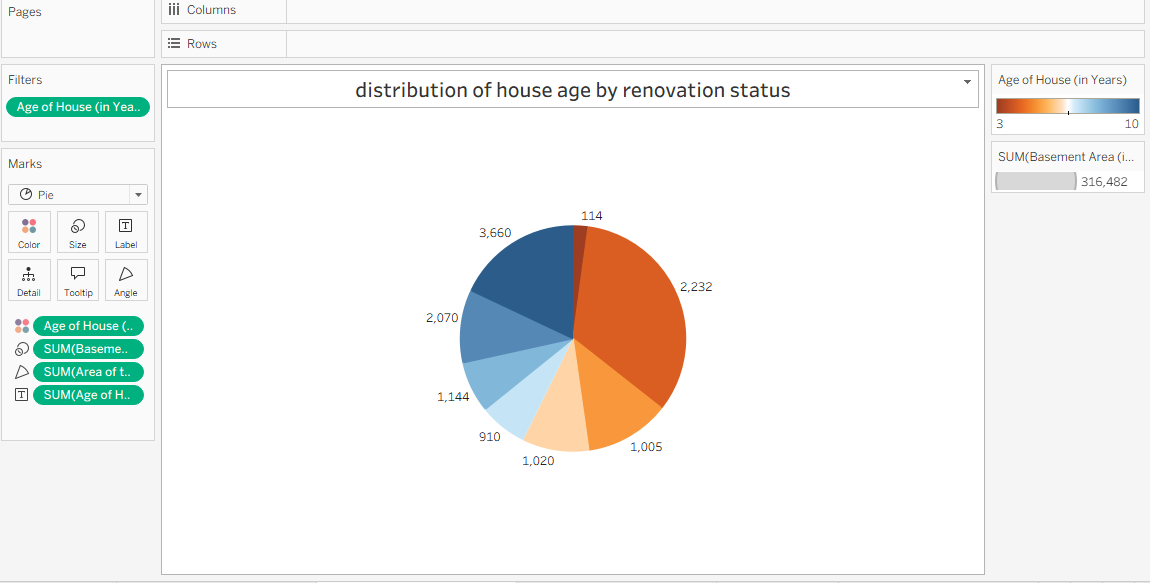 Pages
Columns
Rows
Filters
Age of House (in Yea..
Marks
Pie
Color
Size
T
Label
Detail
Tooltip
Angle
Age of House (..
SUM(Baseme..
SUM(Area of t..
T
SUM(Age of H..
distribution of house age by renovation status
114
3,660
2,232
2,070
1,144
910
1,020
1,005
Age of House (in Years)
3
10
SUM(Basement Area (i...
316,482